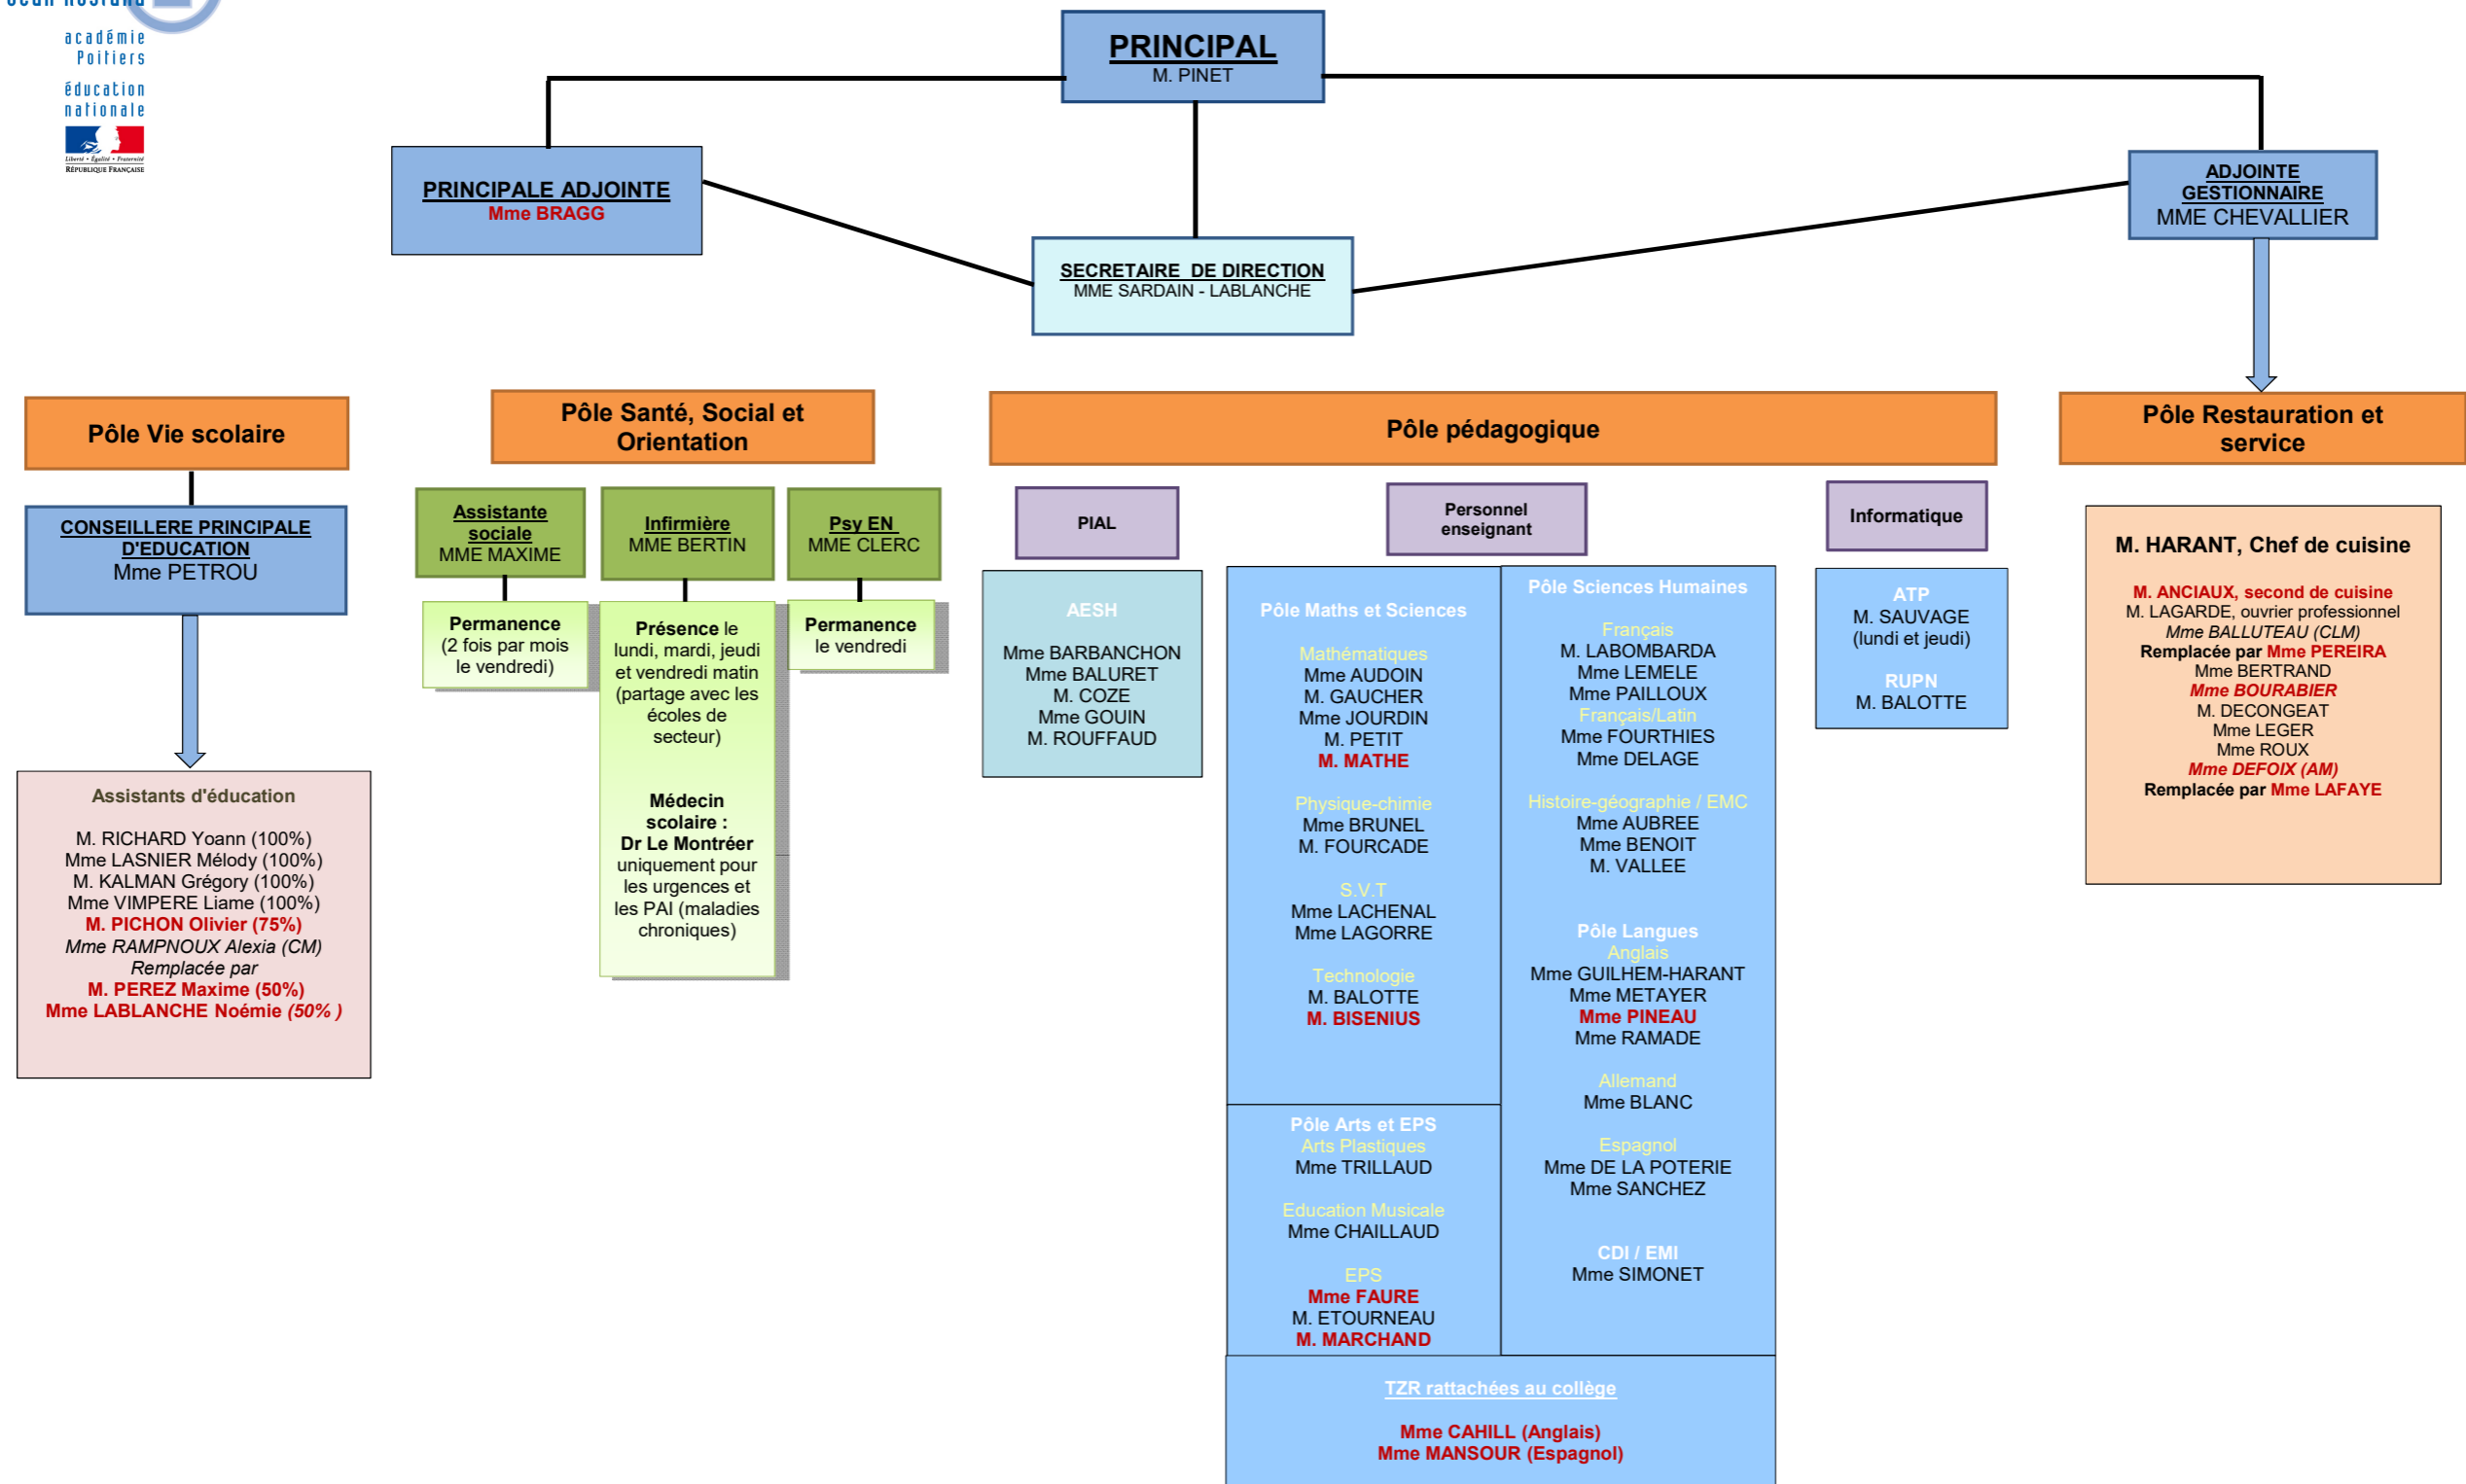 académie
Poitiers
éducation
nationale
Liberté • Égalité • Fraternité
RÉPUBLIQUE FRANÇAISE
PRINCIPAL
M. PINET
PRINCIPALE ADJOINTE
Mme BRAGG
ADJOINTE
GESTIONNAIRE
MME CHEVALLIER
SECRETAIRE DE DIRECTION
MME SARDAIN - LABLANCHE
Pôle Vie scolaire
CONSEILLERE PRINCIPALE
D'EDUCATION
Mme PETROU
Assistants d'éducation
M. RICHARD Yoann (100%)
Mme LASNIER Mélody (100%)
M. KALMAN Grégory (100%)
Mme VIMPERE Liame (100%)
M. PICHON Olivier (75%)
Mme RAMPNOUX Alexia (CM)
Remplacée par
M. PEREZ Maxime (50%)
Mme LABLANCHE Noémie (50% )
Pôle Santé, Social et
Orientation
Assistante
sociale
MME MAXIME
Permanence
(2 fois par mois
le vendredi)
Infirmière
MME BERTIN
Présence le
lundi, mardi, jeudi
et vendredi matin
(partage avec les
écoles de
secteur)
Médecin
scolaire :
Dr Le Montréer
uniquement pour
les urgences et
les PAI (maladies
chroniques)
Psy EN
MME CLERC
Permanence
le vendredi
Pôle pédagogique
PIAL
AESH
Mme BARBANCHON
Mme BALURET
M. COZE
Mme GOUIN
M. ROUFFAUD
Personnel
enseignant
Pôle Maths et Sciences
Mathématiques
Mme AUDOIN
M. GAUCHER
Mme JOURDIN
M. PETIT
M. MATHE
Physique-chimie
Mme BRUNEL
M. FOURCADE
S.V.T
Mme LACHENAL
Mme LAGORRE
Technologie
M. BALOTTE
M. BISENIUS
Pôle Arts et EPS
Arts Plastiques
Mme TRILLAUD
Education Musicale
Mme CHAILLAUD
EPS
Mme FAURE
M. ETOURNEAU
M. MARCHAND
Pôle Sciences Humaines
Français
M. LABOMBARDA
Mme LEMELE
Mme PAILLOUX
Français/Latin
Mme FOURTHIES
Mme DELAGE
Histoire-géographie / EMC
Mme AUBREE
Mme BENOIT
M. VALLEE
Pôle Langues
Anglais
Mme GUILHEM-HARANT
Mme METAYER
Mme PINEAU
Mme RAMADE
Allemand
Mme BLANC
Espagnol
Mme DE LA POTERIE
Mme SANCHEZ
CDI / EMI
Mme SIMONET
TZR rattachées au collège
Mme CAHILL (Anglais)
Mme MANSOUR (Espagnol)
Informatique
ATP
M. SAUVAGE
(lundi et jeudi)
RUPN
M. BALOTTE
Pôle Restauration et
service
M. HARANT, Chef de cuisine
M. ANCIAUX, second de cuisine
M. LAGARDE, ouvrier professionnel
Mme BALLUTEAU (CLM)
Remplacée par Mme PEREIRA
Mme BERTRAND
Mme BOURABIER
M. DECONGEAT
Mme LEGER
Mme ROUX
Mme DEFOIX (AM)
Remplacée par Mme LAFAYE